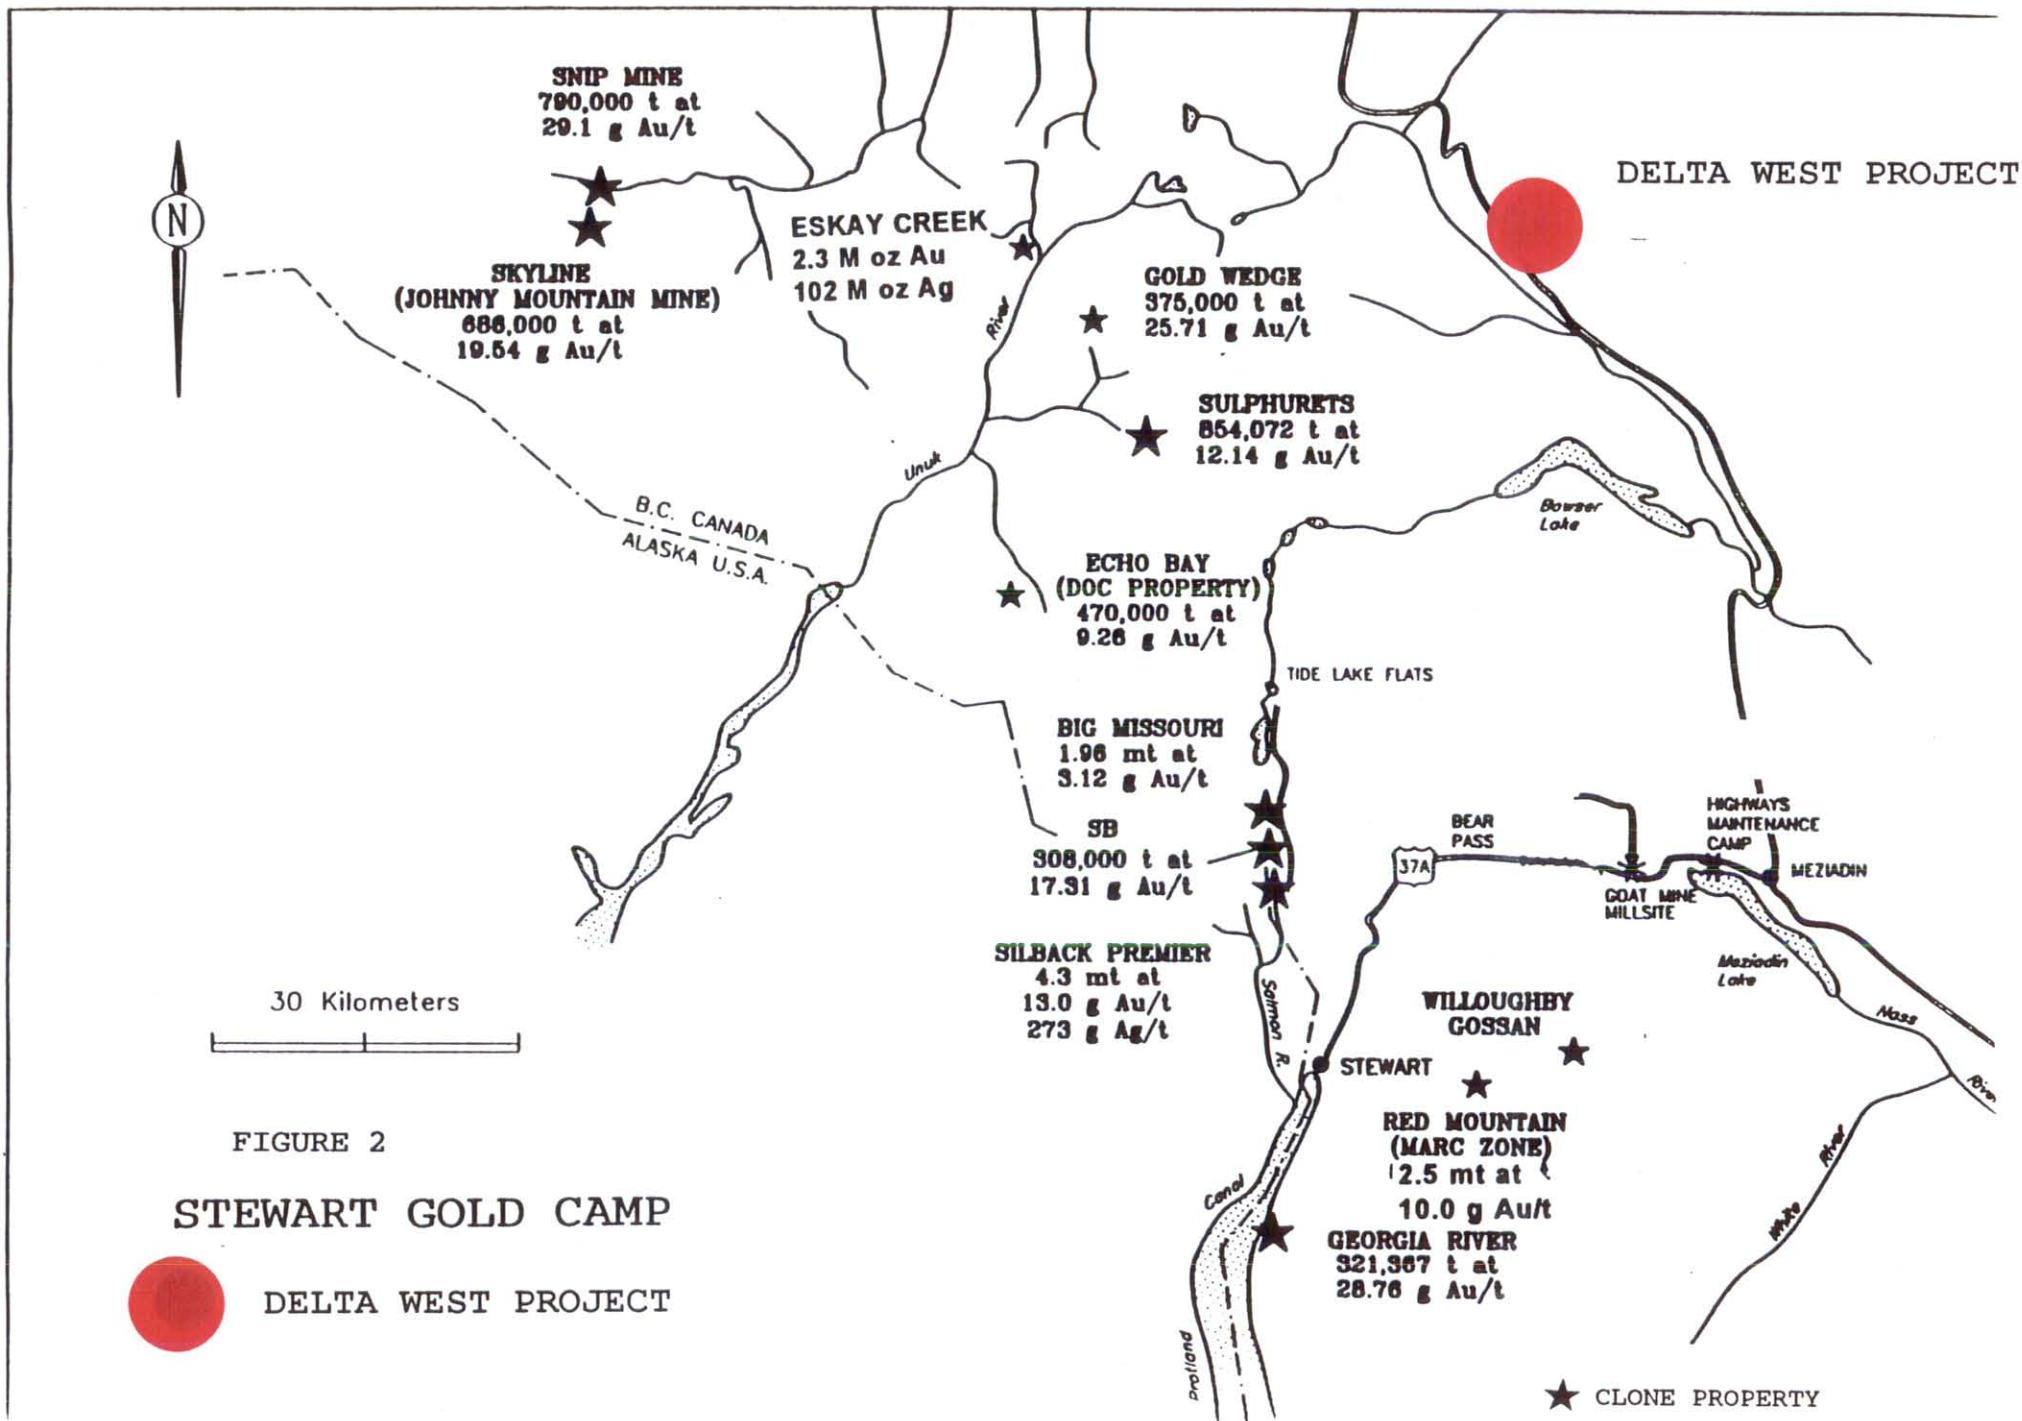 SNIP MINE
790,000 t at
29.1 g Au/t
DELTA WEST PROJECT
N
ESKAY CREEK
2.3 M oz Au
102 M oz Ag
SKYLINE
(JOHNNY MOUNTAIN MINE)
686,000 t at
19.54 g Au/t
GOLD WEDGE
375,000 t at
25.71 g Au/t
River
SULPHURETS
854,072 t at
12.14 g Au/t
Unuk
Bowser
Lake
B.C. CANADA
ALASKA U.S.A.
ECHO BAY
(DOC PROPERTY)
470,000 t at
9.26 g Au/t
TIDE LAKE FLATS
BIG MISSOURI
1.96 mt at
3.12 g Au/t
SB
308,000 t at
17.31 g Au/t
BEAR
PASS
37A
HIGHWAYS
MAINTENANCE
CAMP
MEZIADIN
GOAT MINE
MILLSITE
Meziadin
Lake
SILBACK PREMIER
4.3 mt at
13.0 g Au/t
273 g Ag/t
Salmon R.
WILLOUGHBY
GOSSAN
Nass
River
STEWART
30 Kilometers
RED MOUNTAIN
(MARC ZONE)
2.5 mt at
10.0 g Au/t
River
White
Canal
GEORGIA RIVER
321,367 t at
28.76 g Au/t
Protland
FIGURE 2
STEWART GOLD CAMP
DELTA WEST PROJECT
CLONE PROPERTY